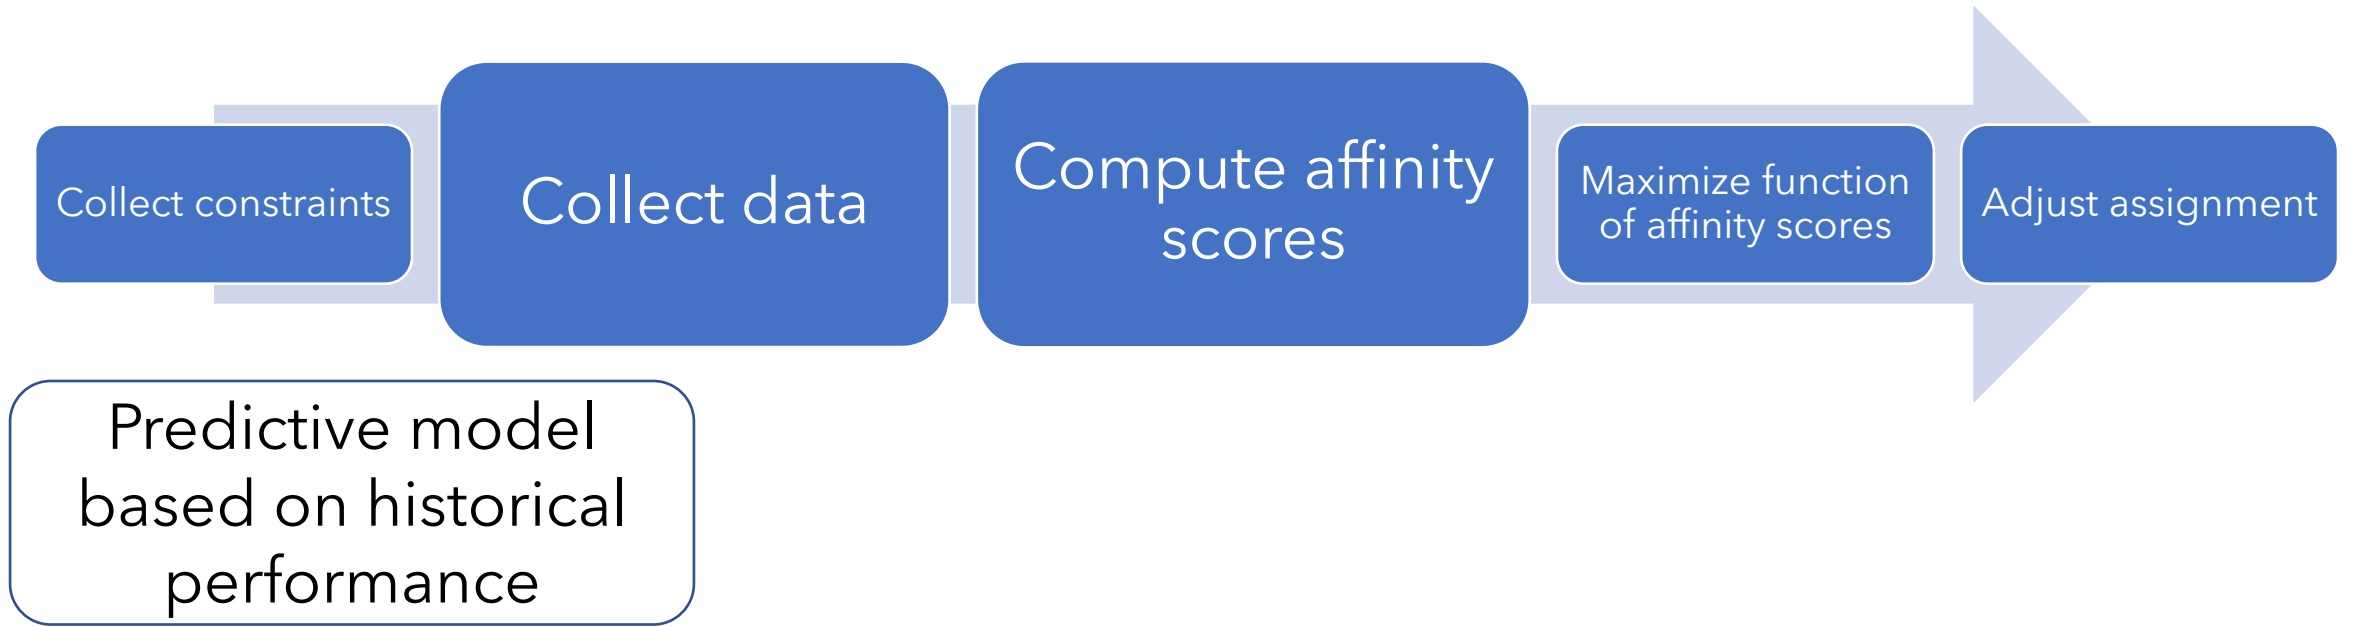 Collect constraints
Collect data
Compute affinity
scores
Maximize function
of affinity scores
Adjust assignment
Predictive model
based on historical
performance